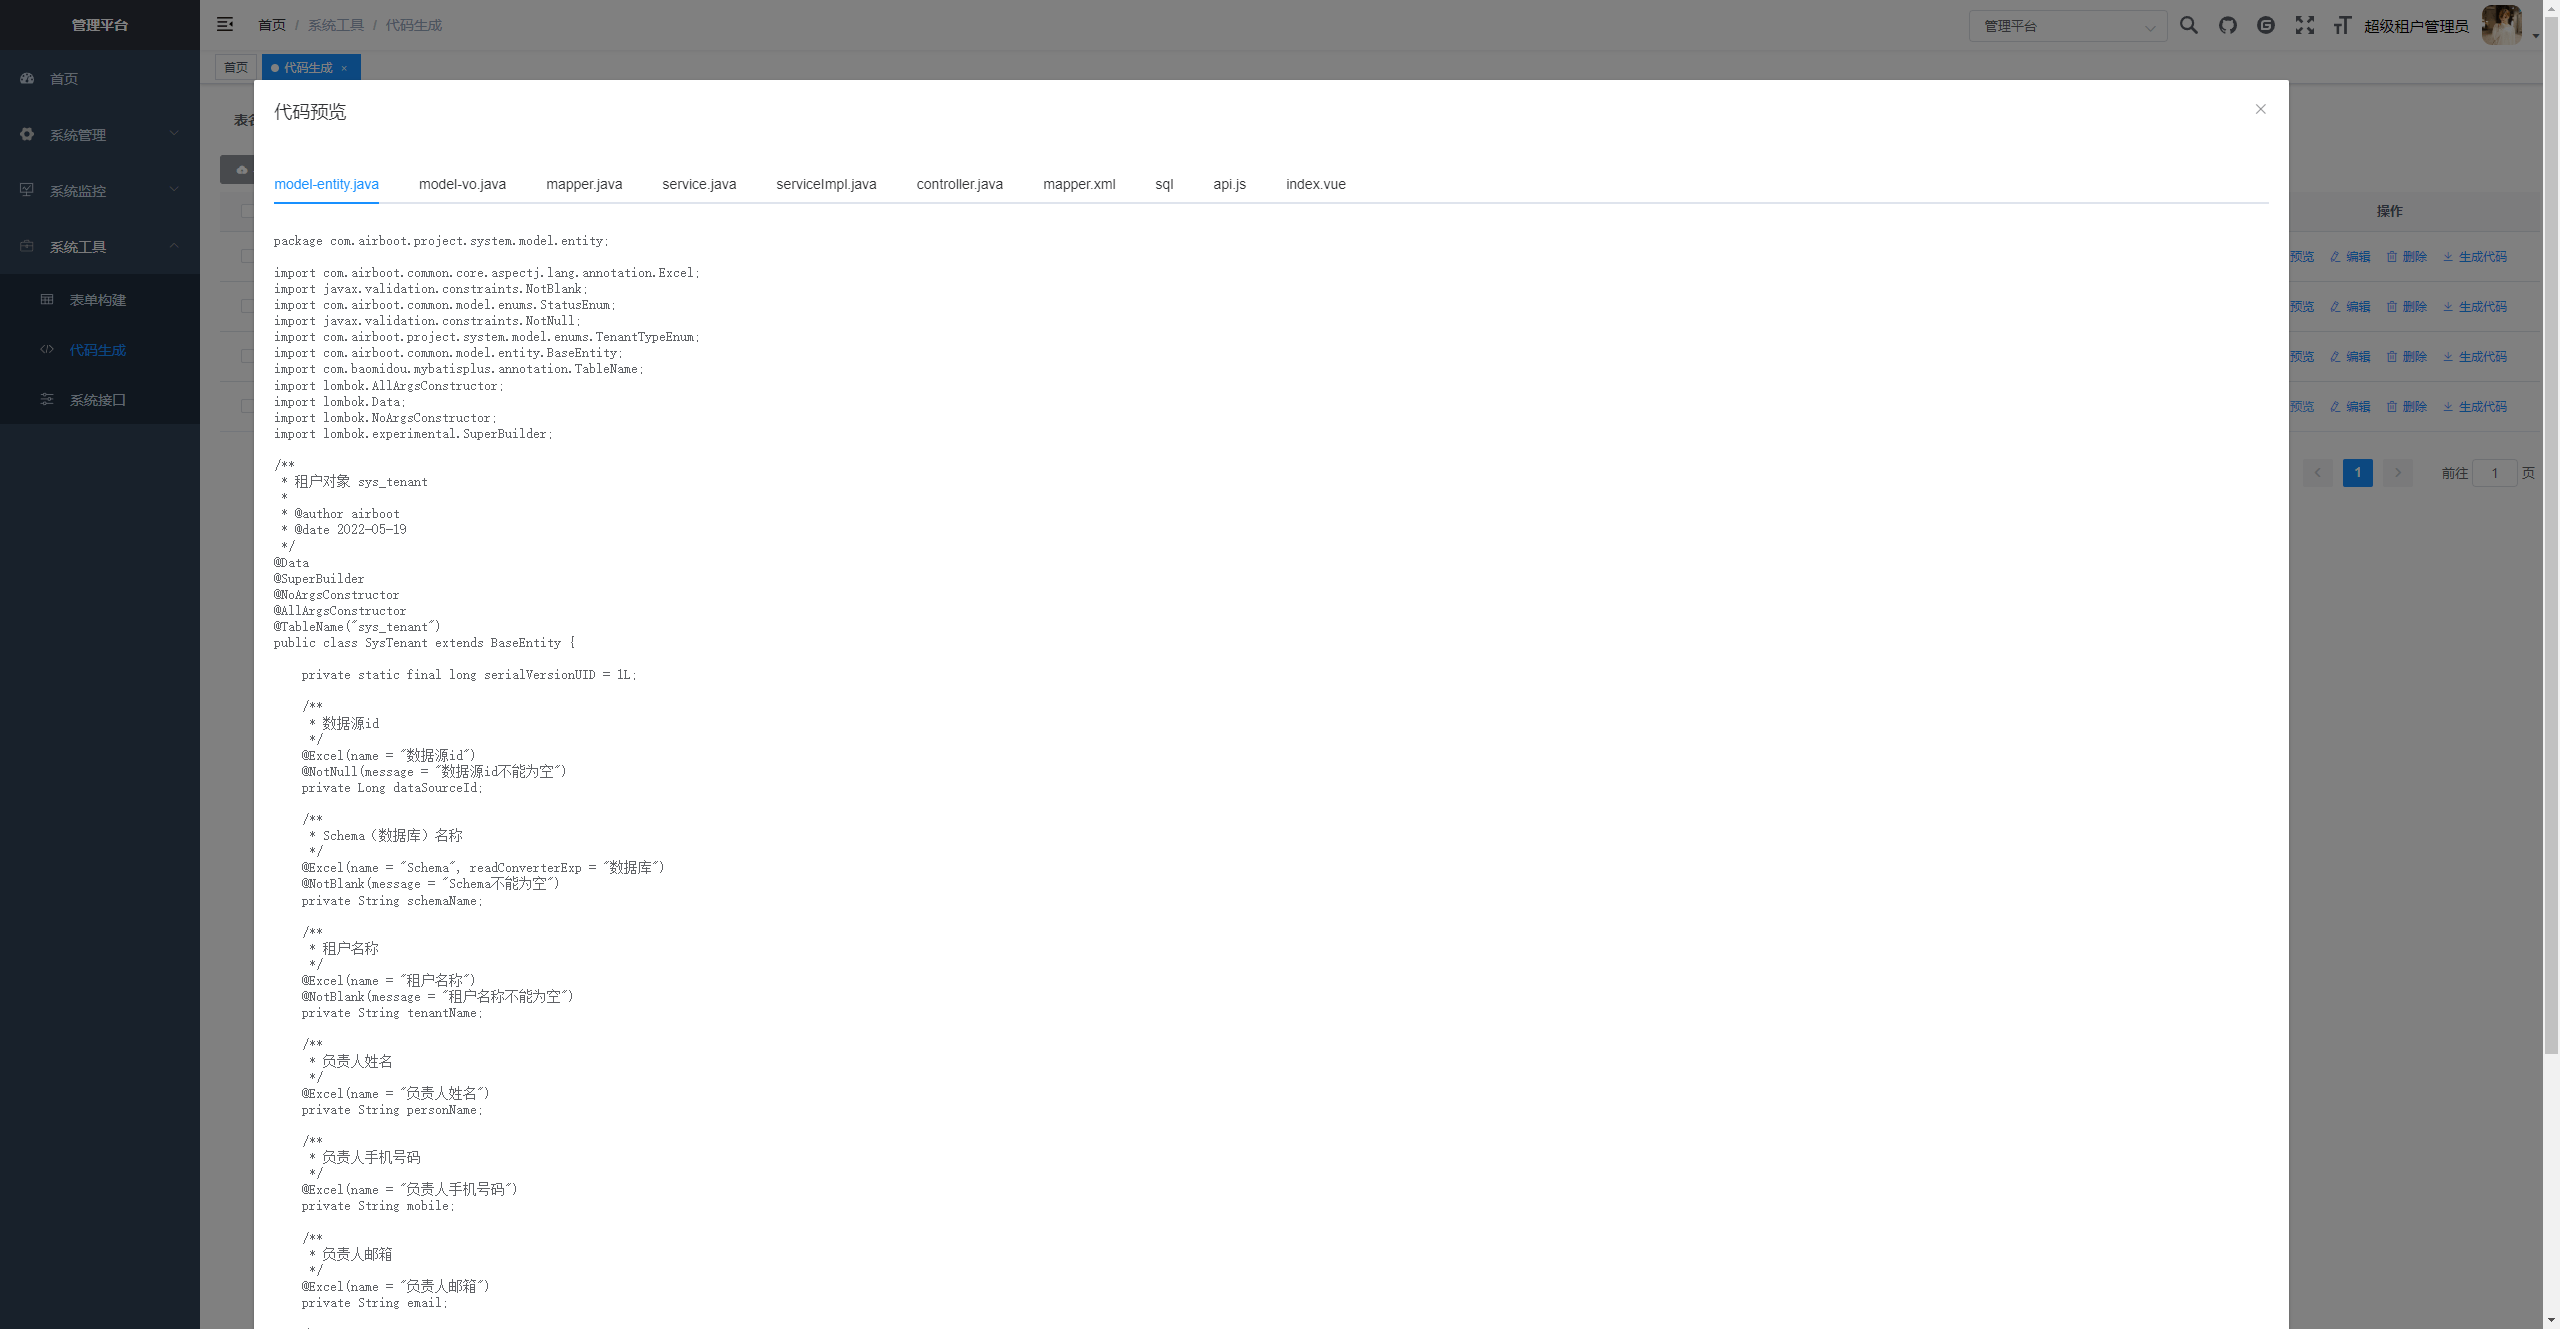 管理平台
首页 / 系统工具 / 代码生成
管理平台
超级租户管理员
首页
代码生成 ×
首页
系统管理
系统监控
系统工具
表单构建
代码生成
系统接口
代码预览
model-entity.java model-vo.java mapper.java service.java serviceImpl.java controller.java mapper.xml sql api.js index.vue
package com.airboot.project.system.model.entity;
import com.airboot.common.core.aspectj.lang.annotation.Excel;
import javax.validation.constraints.NotBlank;
import com.airboot.common.model.enums.StatusEnum;
import javax.validation.constraints.NotNull;
import com.airboot.project.system.model.enums.TenantTypeEnum;
import com.airboot.common.model.entity.BaseEntity;
import com.baomidou.mybatisplus.annotation.TableName;
import lombok.AllArgsConstructor;
import lombok.Data;
import lombok.NoArgsConstructor;
import lombok.experimental.SuperBuilder;
/**
 * 租户对象 sys_tenant
 *
 * @author airboot
 * @date 2022-05-19
 */
@Data
@SuperBuilder
@NoArgsConstructor
@AllArgsConstructor
@TableName("sys_tenant")
public class SysTenant extends BaseEntity {
    private static final long serialVersionUID = 1L;
    /**
     * 数据源id
     */
    @Excel(name = "数据源id")
    @NotNull(message = "数据源id不能为空")
    private Long dataSourceId;
    /**
     * Schema（数据库）名称
     */
    @Excel(name = "Schema", readConverterExp = "数据库")
    @NotBlank(message = "Schema不能为空")
    private String schemaName;
    /**
     * 租户名称
     */
    @Excel(name = "租户名称")
    @NotBlank(message = "租户名称不能为空")
    private String tenantName;
    /**
     * 负责人姓名
     */
    @Excel(name = "负责人姓名")
    private String personName;
    /**
     * 负责人手机号码
     */
    @Excel(name = "负责人手机号码")
    private String mobile;
    /**
     * 负责人邮箱
     */
    @Excel(name = "负责人邮箱")
    private String email;
操作
预览 编辑 删除 生成代码
预览 编辑 删除 生成代码
预览 编辑 删除 生成代码
预览 编辑 删除 生成代码
1 前往 1 页